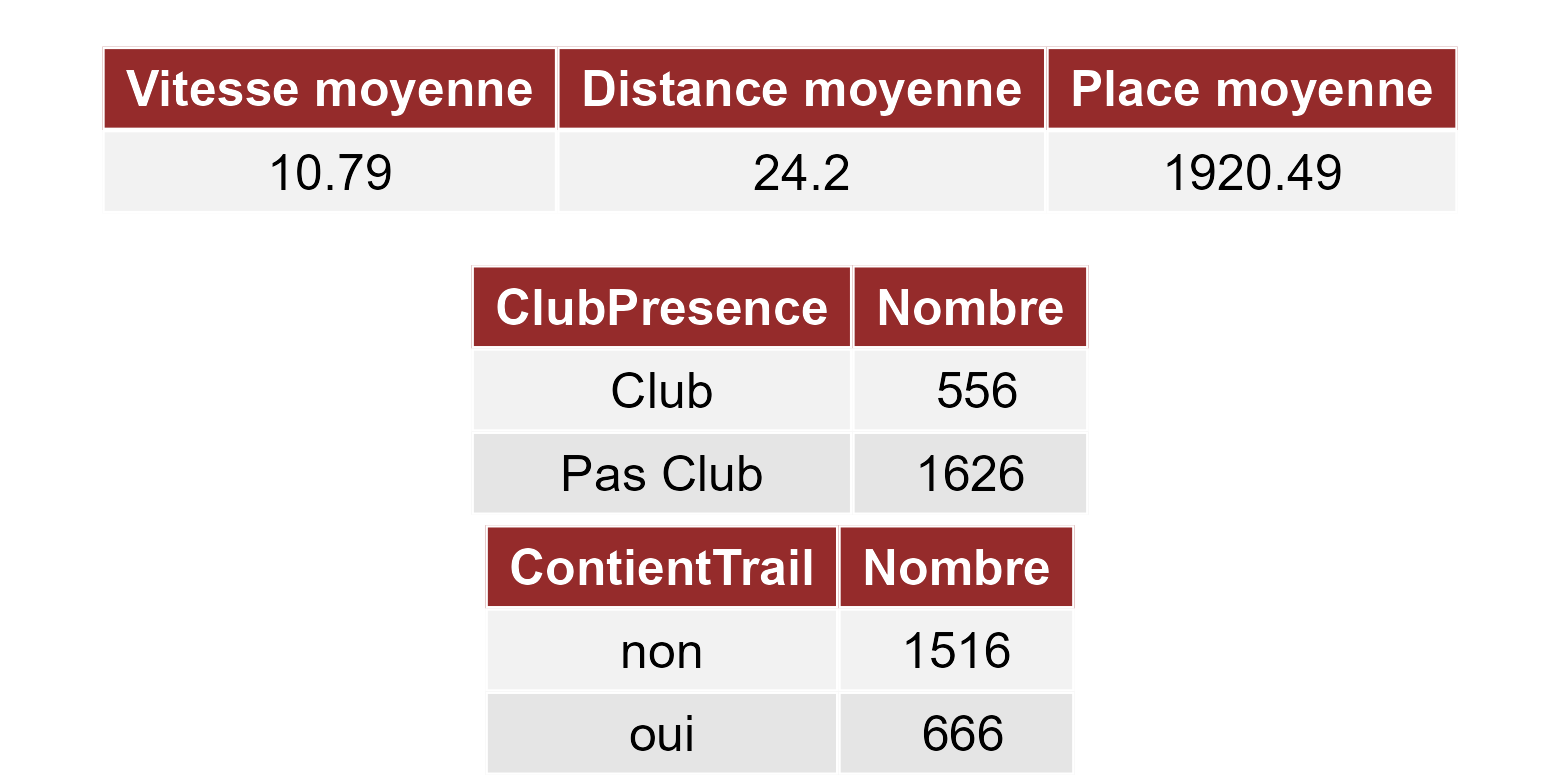 Vitesse moyenne Distance moyenne Place moyenne
10.79 24.2 1920.49
ClubPresence Nombre
Club 556
Pas Club 1626
ContientTrail Nombre
non 1516
oui 666